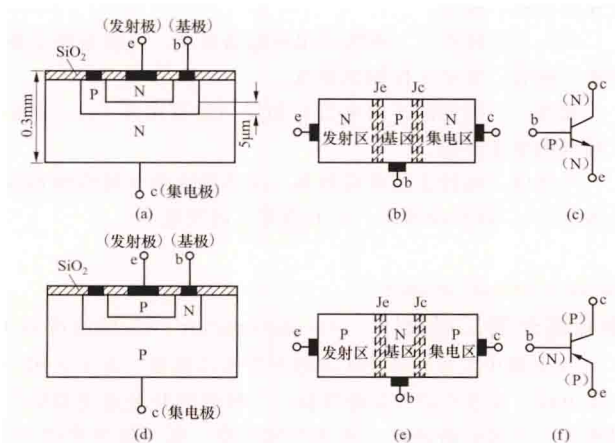 (发射极)(基极)
e b
SiO₂
P N
N
0.3mm
5μm
c(集电极)
(a)
Je Jc
e N P N c
发射区 基区 集电区
b
(b)
c
(N)
b
(P)
(N)
e
(c)
(发射极)(基极)
e b
SiO₂
P N
P
c(集电极)
(d)
Je Jc
e P N P c
发射区 基区 集电区
b
(e)
c
(P)
b
(N)
(P)
e
(f)